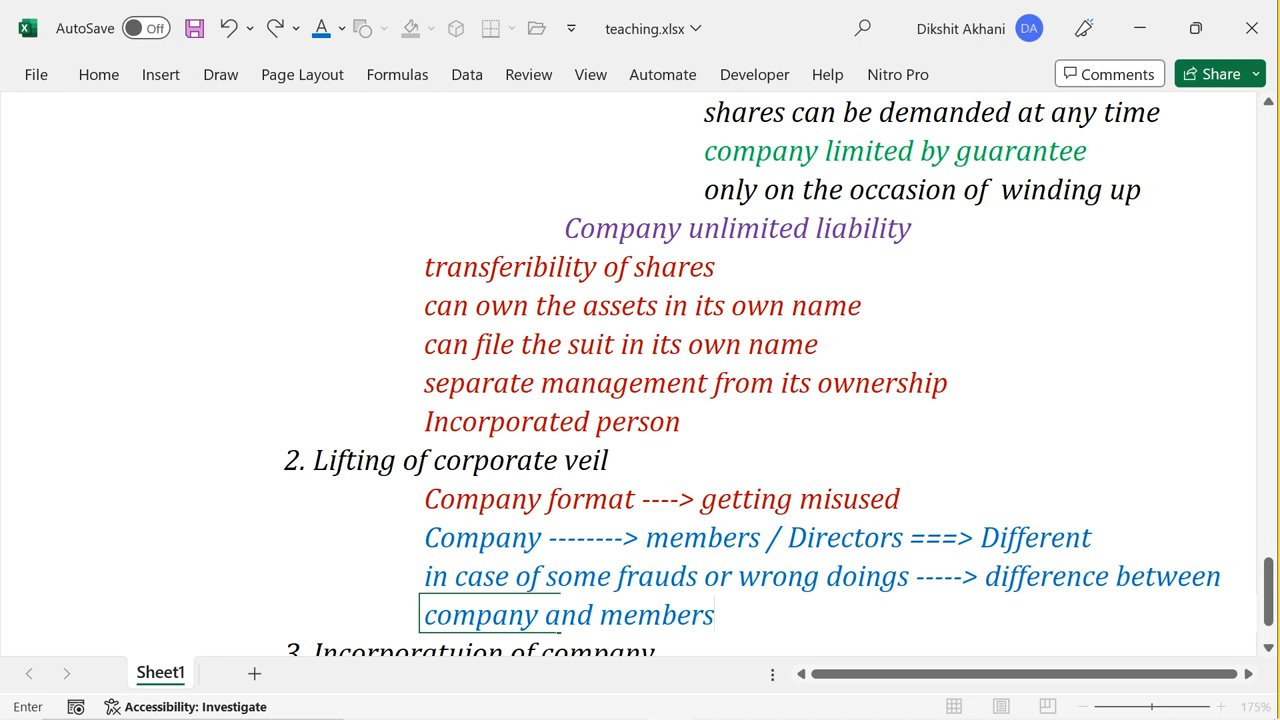 AutoSave Off teaching.xlsx Dikshit Akhani DA
File Home Insert Draw Page Layout Formulas Data Review View Automate Developer Help Nitro Pro Comments Share
shares can be demanded at any time
company limited by guarantee
only on the occasion of winding up
Company unlimited liability
transferibility of shares
can own the assets in its own name
can file the suit in its own name
separate management from its ownership
Incorporated person
2. Lifting of corporate veil
Company format ----> getting misused
Company --------> members / Directors ===> Different
in case of some frauds or wrong doings -----> difference between
company and members
3. Incorporatuion of company
Sheet1
Enter Accessibility: Investigate 175%